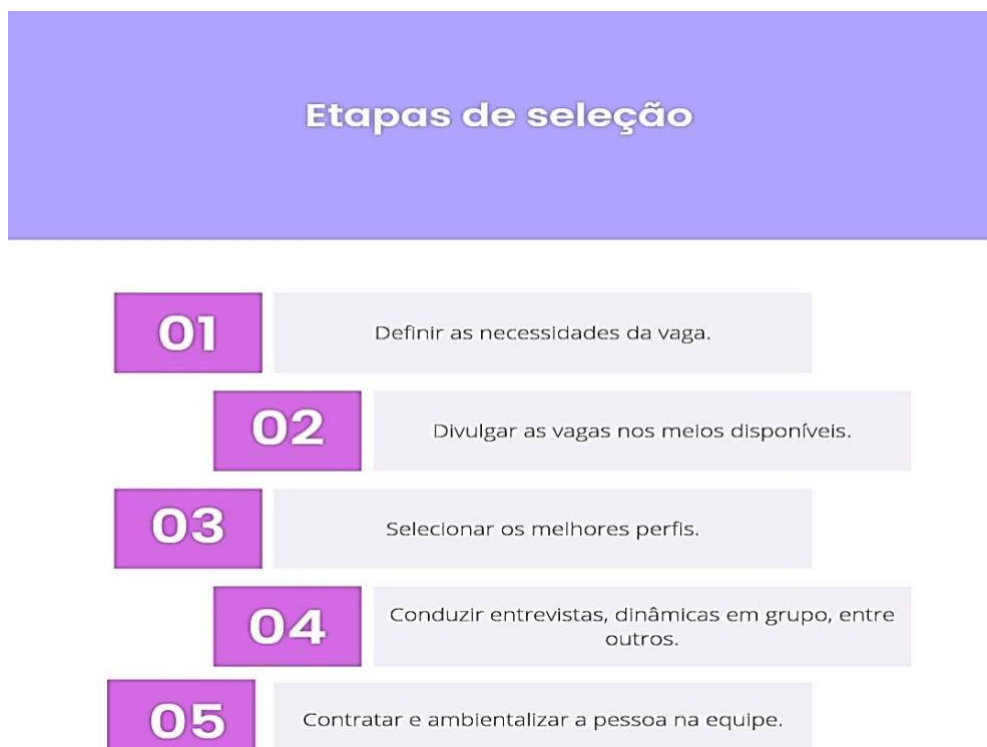 Etapas de seleção
01
Definir as necessidades da vaga.
02
Divulgar as vagas nos meios disponíveis.
03
Selecionar os melhores perfis.
04
Conduzir entrevistas, dinâmicas em grupo, entre
outros.
05
Contratar e ambientalizar a pessoa na equipe.